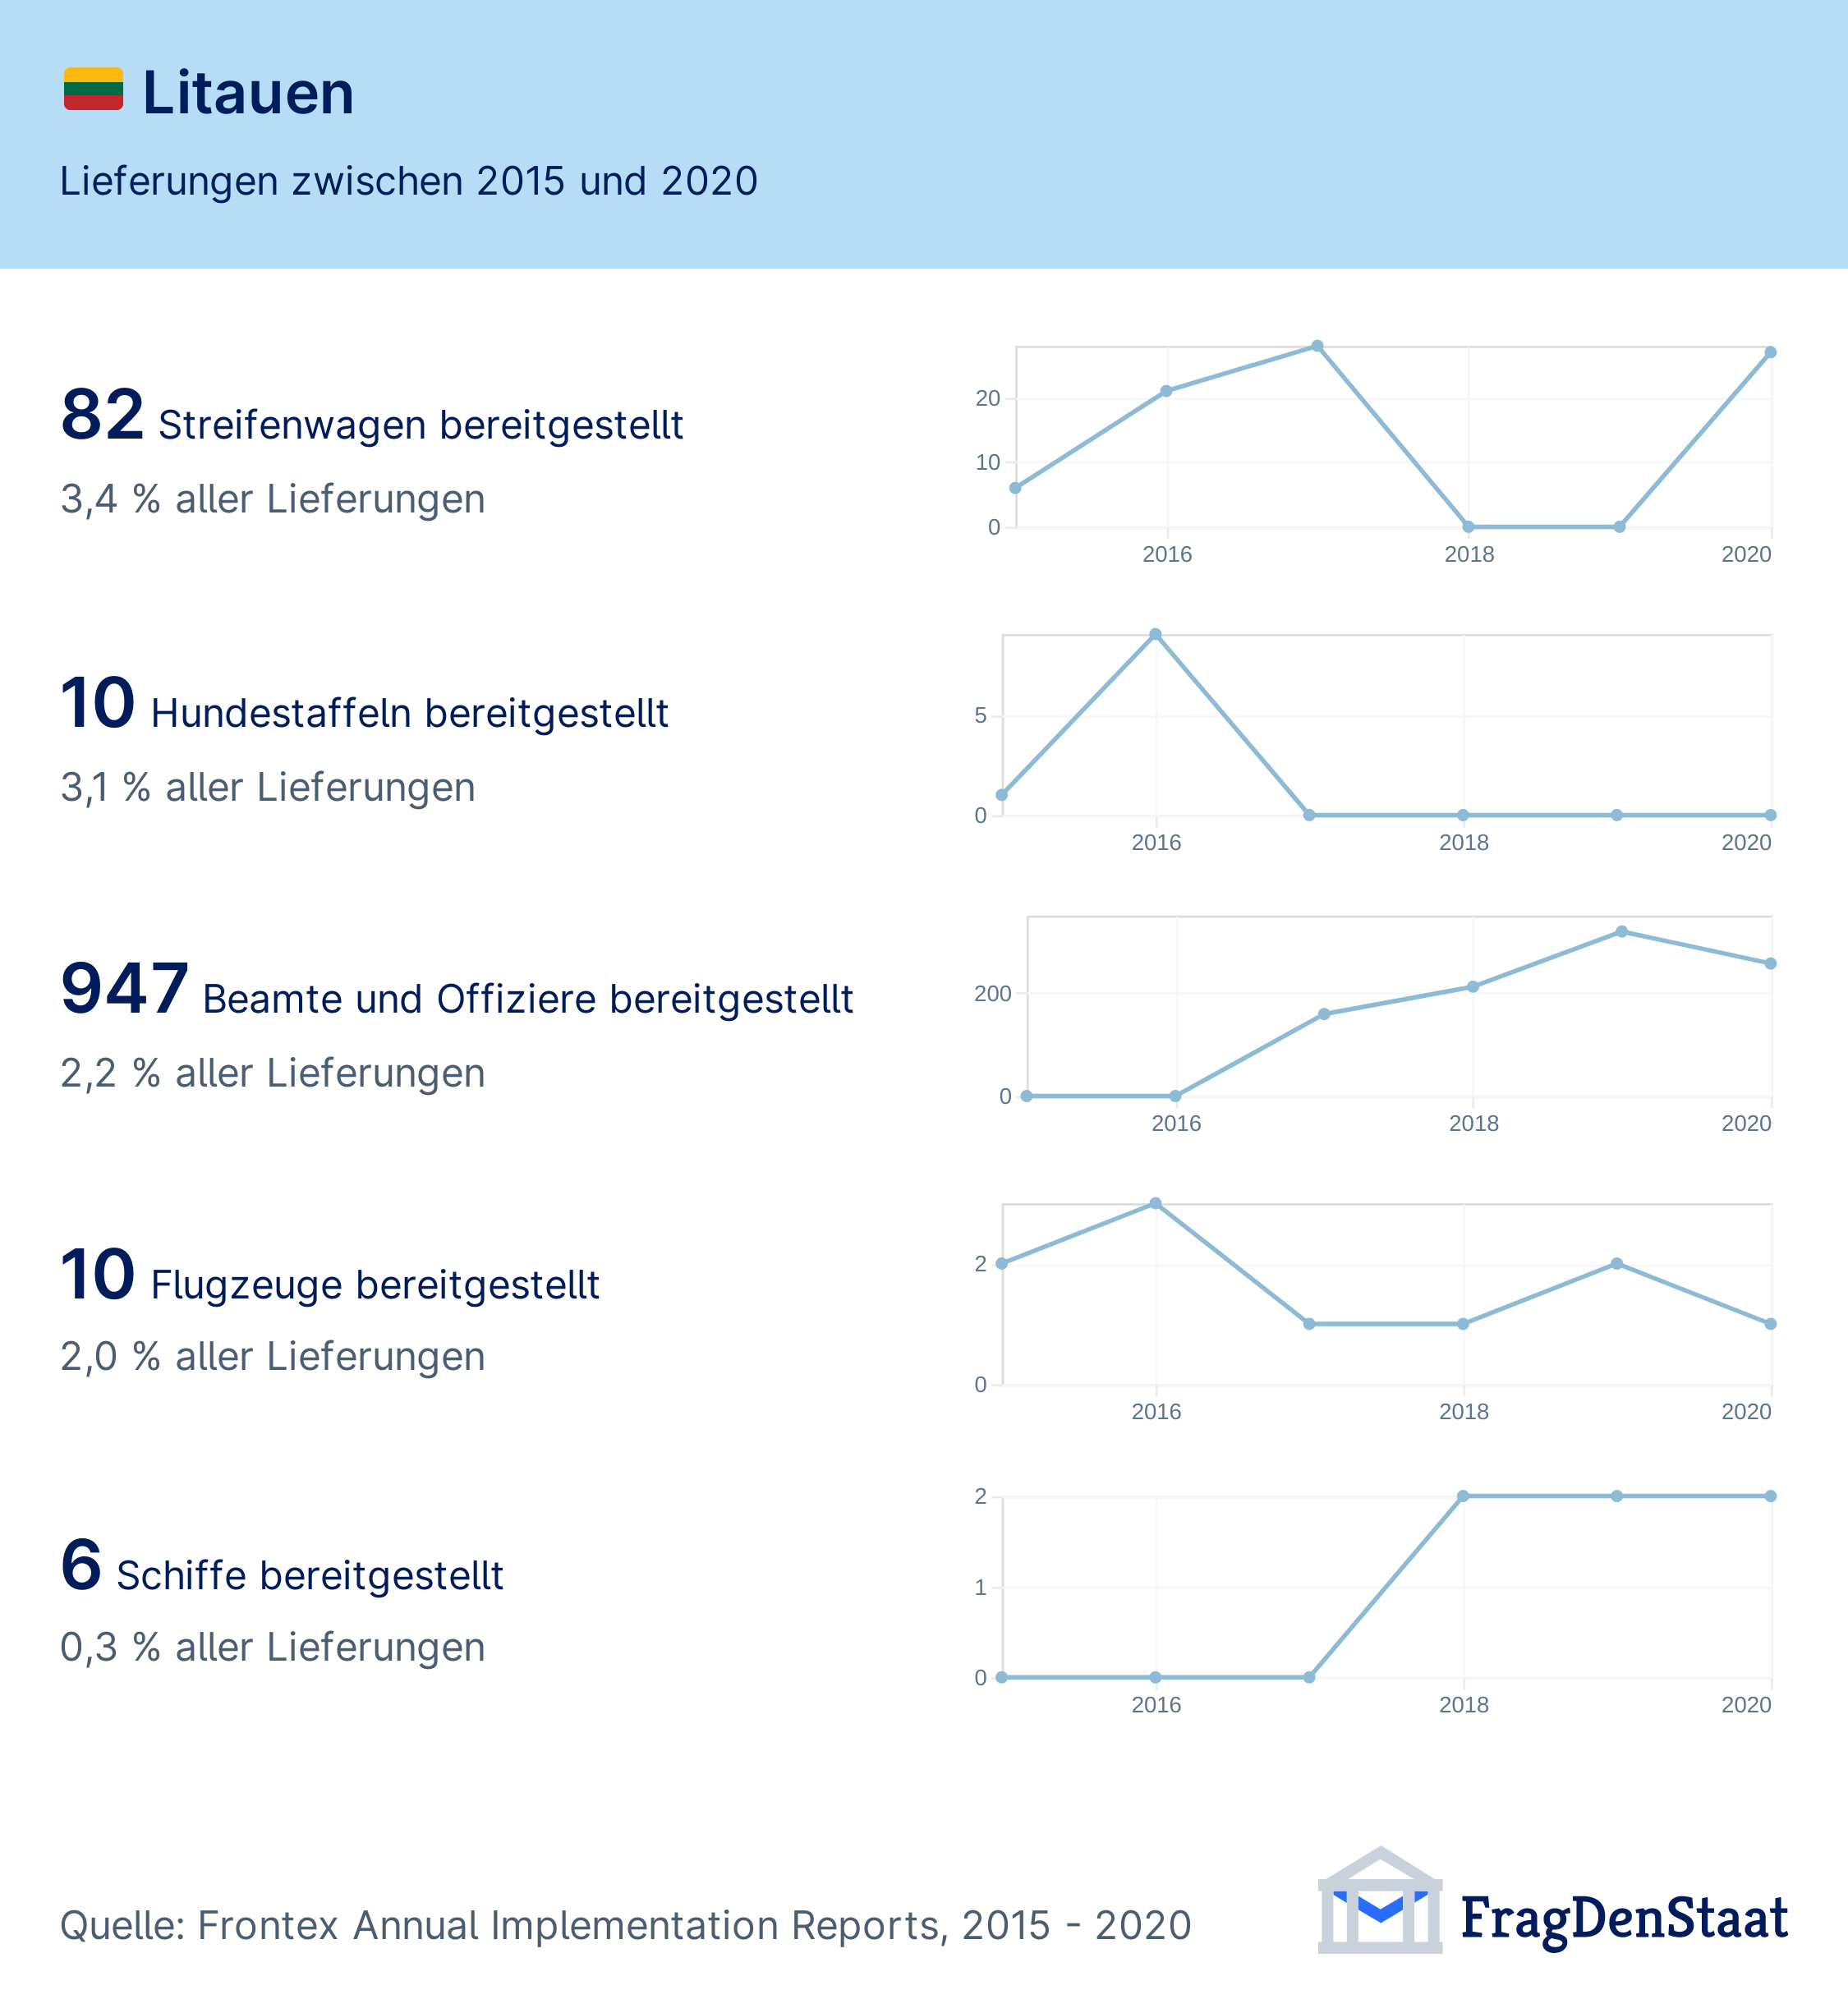 Litauen
Lieferungen zwischen 2015 und 2020
82 Streifenwagen bereitgestellt
3,4 % aller Lieferungen
20
10
0
2016 2018 2020
10 Hundestaffeln bereitgestellt
3,1 % aller Lieferungen
5
0
2016 2018 2020
947 Beamte und Offiziere bereitgestellt
2,2 % aller Lieferungen
200
0
2016 2018 2020
10 Flugzeuge bereitgestellt
2,0 % aller Lieferungen
2
0
2016 2018 2020
6 Schiffe bereitgestellt
0,3 % aller Lieferungen
2
1
0
2016 2018 2020
Quelle: Frontex Annual Implementation Reports, 2015 - 2020
FragDenStaat